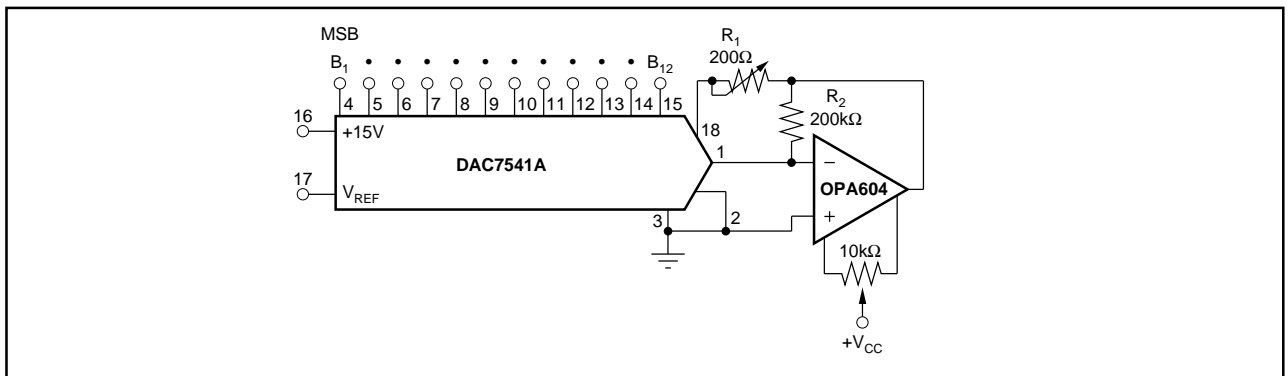 MSB
B1 • • • • • • • • • • B12
4 5 6 7 8 9 10 11 12 13 14 15
R1
200Ω
R2
200kΩ
16
+15V
18
1
DAC7541A
17
VREF
3
2
−
OPA604
+
10kΩ
+VCC